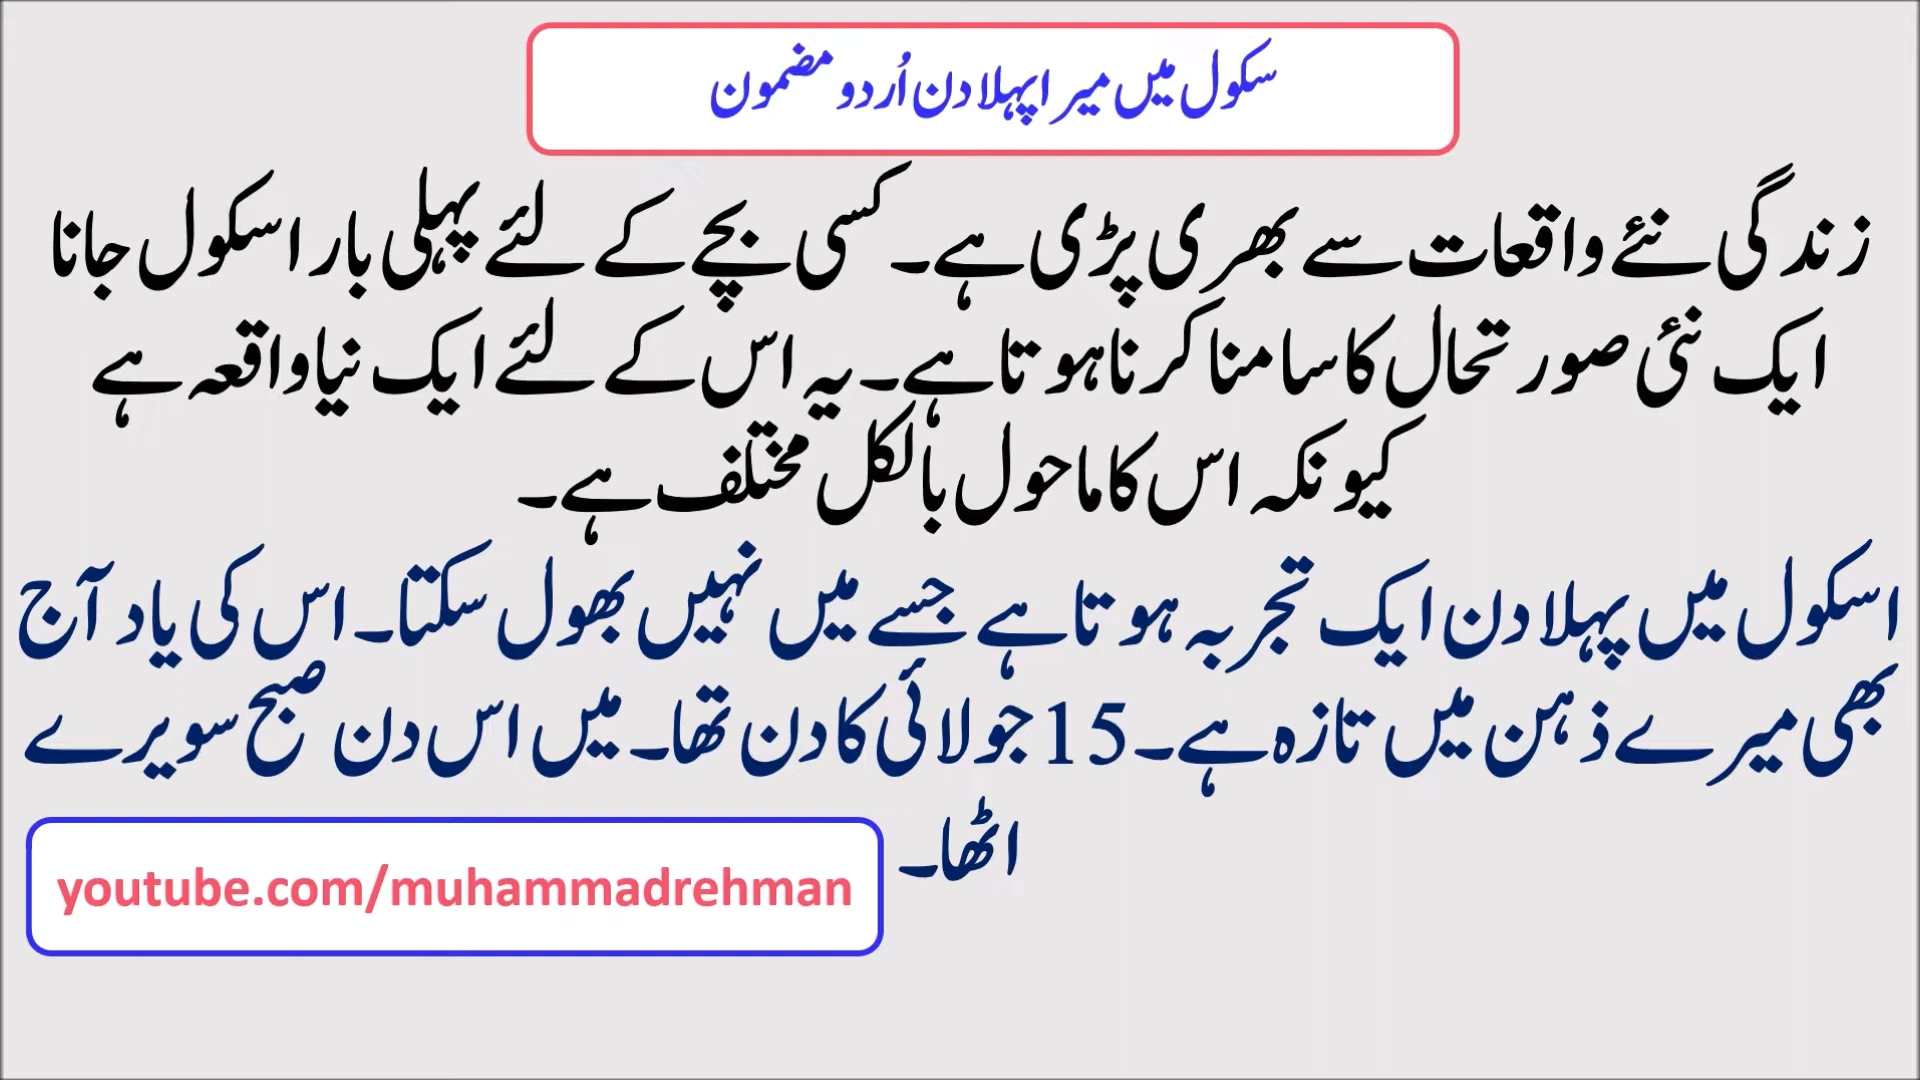 سکول میں میرا پہلا دن اُردو مضمون
زندگی نئے واقعات سے بھری پڑی ہے۔ کسی بچے کے لئے پہلی بار اسکول جانا
ایک نئی صورتحال کا سامنا کرنا ہوتا ہے۔ یہ اس کے لئے ایک نیا واقعہ ہے
کیونکہ اس کا ماحول بالکل مختلف ہے۔
اسکول میں پہلا دن ایک تجربہ ہوتا ہے جسے میں نہیں بھول سکتا۔ اس کی یاد آج
بھی میرے ذہن میں تازہ ہے۔ 15 جولائی کا دن تھا۔ میں اس دن صبح سویرے
اٹھا۔
youtube.com/muhammadrehman